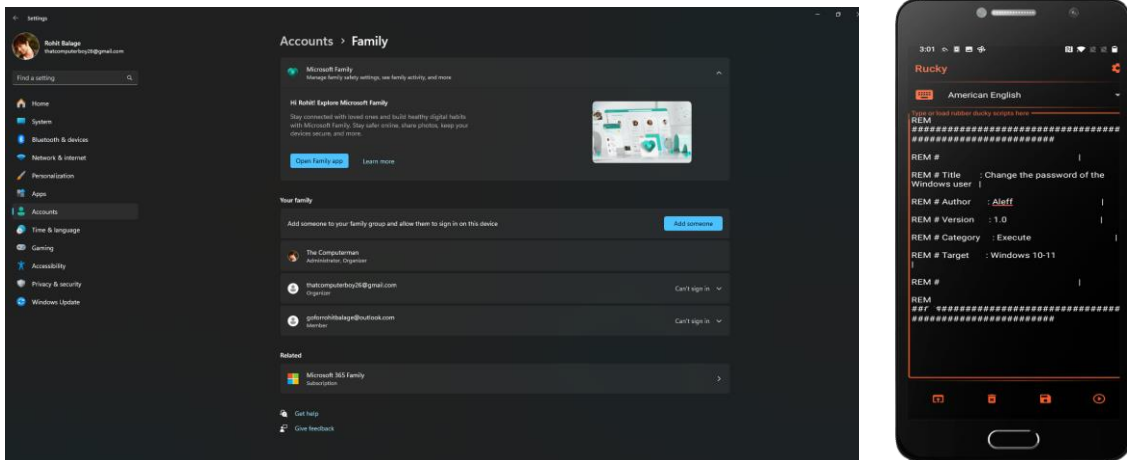 Settings
Rohit Balage
thatcomputerboy26@gmail.com
Find a setting
Home
System
Bluetooth & devices
Network & internet
Personalization
Apps
Accounts
Time & language
Gaming
Accessibility
Privacy & security
Windows Update
Accounts > Family
Microsoft Family
Manage family safety settings, see family activity, and more
Hi Rohit! Explore Microsoft Family
Stay connected with loved ones and build healthy digital habits
with Microsoft Family. Stay safer online, share photos, keep your
devices secure, and more.
Open Family app
Learn more
Your family
Add someone to your family group and allow them to sign in on this device
Add someone
The Computerman
Administrator, Organizer
thatcomputerboy26@gmail.com
Can't sign in
Organizer
goforrohitbalage@outlook.com
Can't sign in
Member
Related
Microsoft 365 Family
Subscription
Get help
Give feedback
3:01
Rucky
American English
Type or load rubber ducky scripts here
REM
###################################
########################
REM # |
REM # Title : Change the password of the
Windows user |
REM # Author : Aleff |
REM # Version : 1.0 |
REM # Category : Execute |
REM # Target : Windows 10-11
|
REM # |
REM
###################################
########################